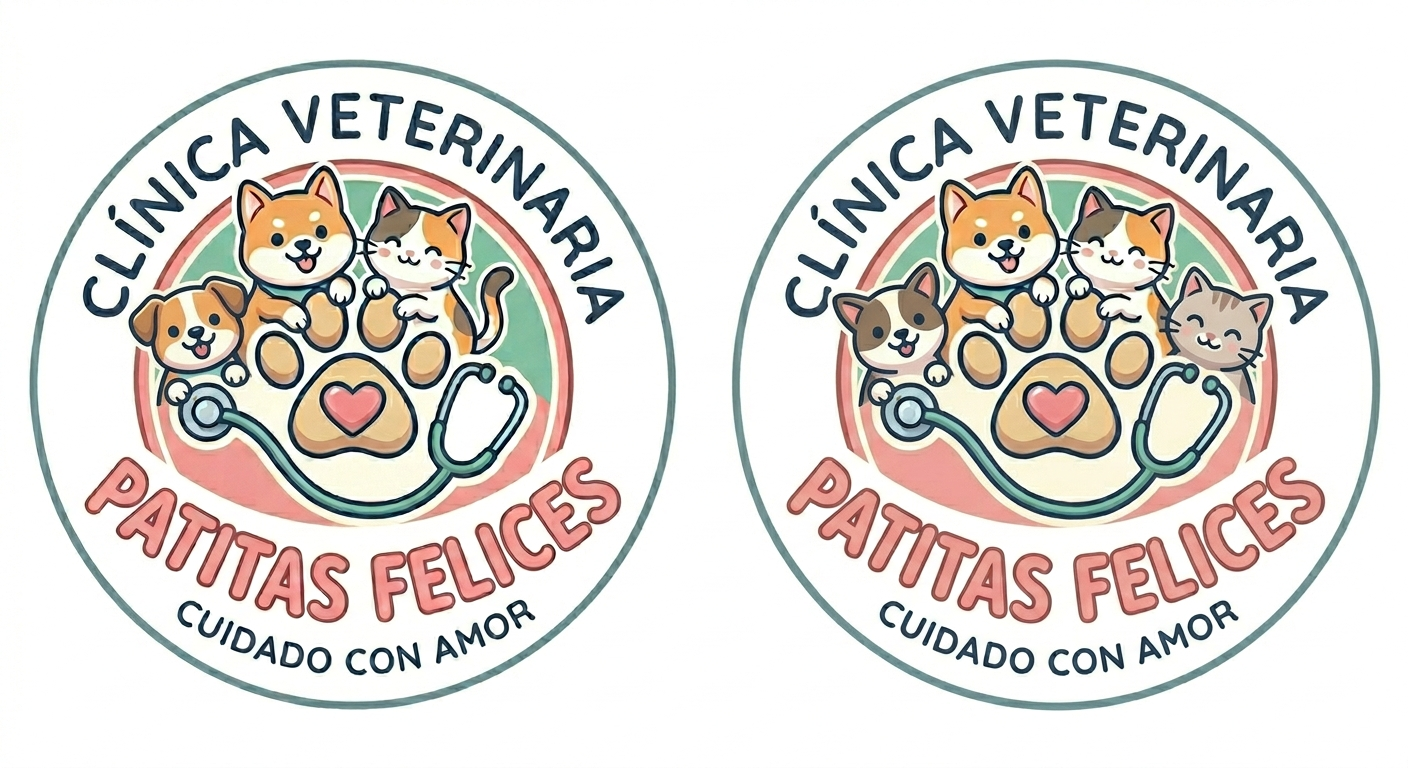 CLÍNICA VETERINARIA
PATITAS FELICES
CUIDADO CON AMOR
CLÍNICA VETERINARIA
PATITAS FELICES
CUIDADO CON AMOR